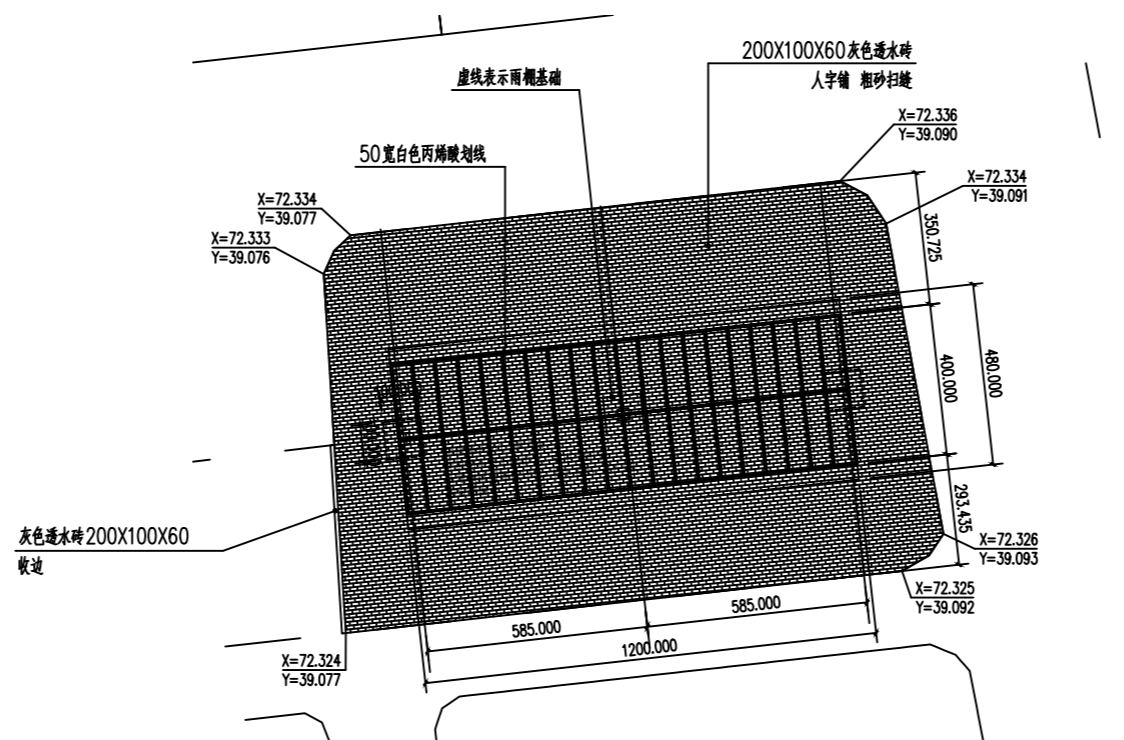 200X100X60灰色透水砖
人字铺 粗砂扫缝
虚线表示雨棚基础
50宽白色丙烯酸划线
X=72.336
Y=39.090
X=72.334
Y=39.091
X=72.334
Y=39.077
X=72.333
Y=39.076
350.725
480.000
400.000
293.435
灰色透水砖200X100X60
收边
X=72.326
Y=39.093
X=72.325
Y=39.092
585.000
585.000
1200.000
X=72.324
Y=39.077